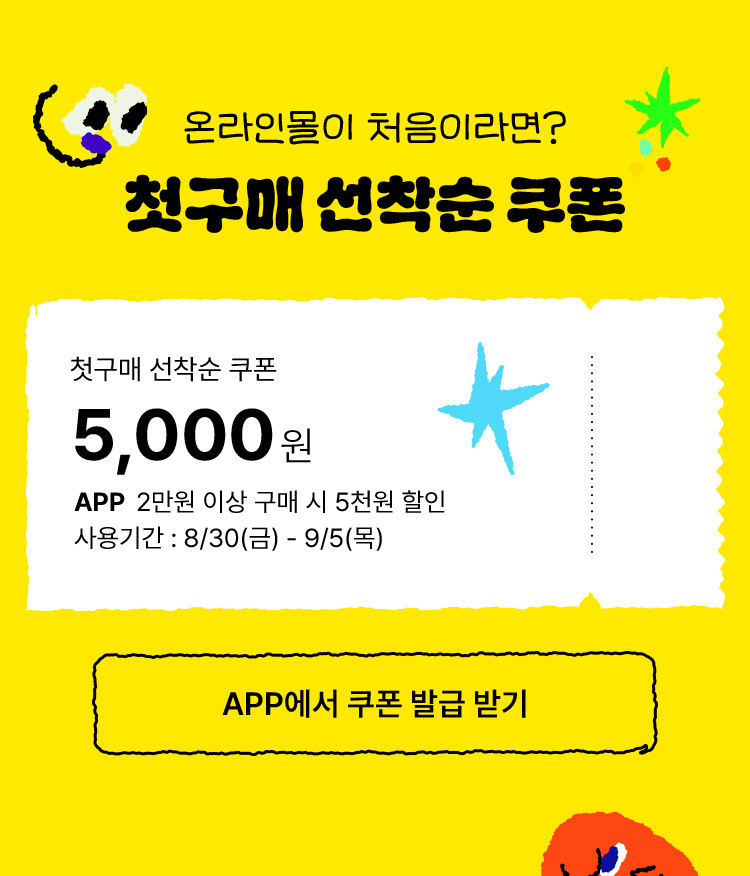 온라인몰이 처음이라면?
첫구매 선착순 쿠폰
첫구매 선착순 쿠폰
5,000원
APP 2만원 이상 구매 시 5천원 할인
사용기간 : 8/30(금) - 9/5(목)
APP에서 쿠폰 발급 받기